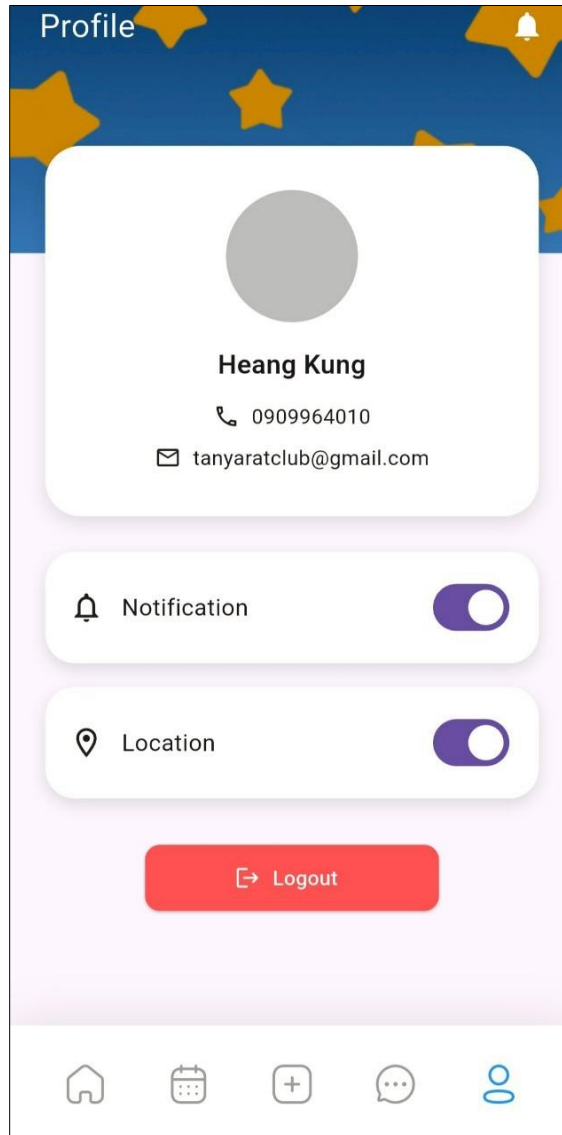 Profile
Heang Kung
0909964010
tanyaratclub@gmail.com
Notification
Location
Logout